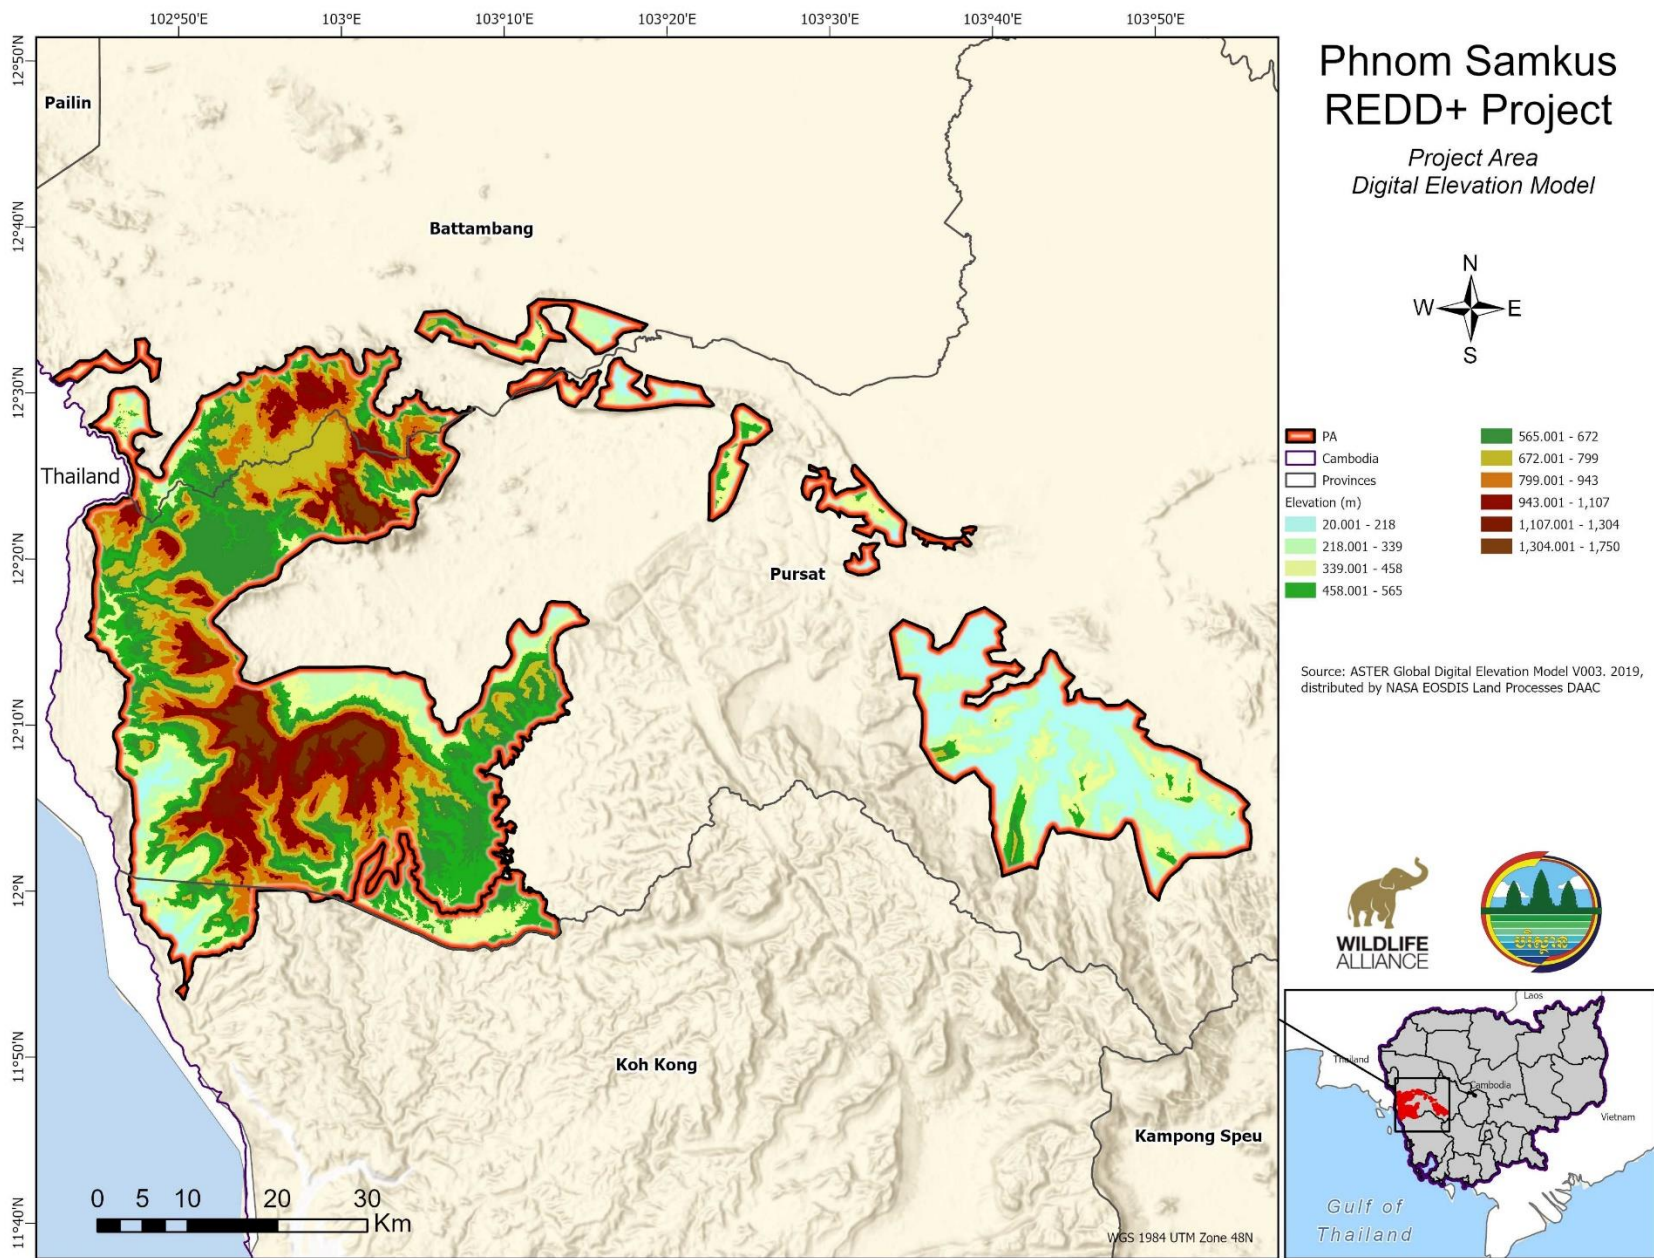 102°50'E 103°E 103°10'E 103°20'E 103°30'E 103°40'E 103°50'E
12°50'N
12°40'N
12°30'N
12°20'N
12°10'N
12°N
11°50'N
11°40'N
Pailin
Battambang
Thailand
Pursat
Koh Kong
Kampong Speu
0 5 10 20 30
Km
WGS 1984 UTM Zone 48N
Phnom Samkus
REDD+ Project
Project Area
Digital Elevation Model
N
W E
S
PA
Cambodia
Provinces
Elevation (m)
20.001 - 218
218.001 - 339
339.001 - 458
458.001 - 565
565.001 - 672
672.001 - 799
799.001 - 943
943.001 - 1,107
1,107.001 - 1,304
1,304.001 - 1,750
Source: ASTER Global Digital Elevation Model V003. 2019,
distributed by NASA EOSDIS Land Processes DAAC
WILDLIFE
ALLIANCE
Laos
Thailand
Cambodia
Vietnam
Gulf of
Thailand